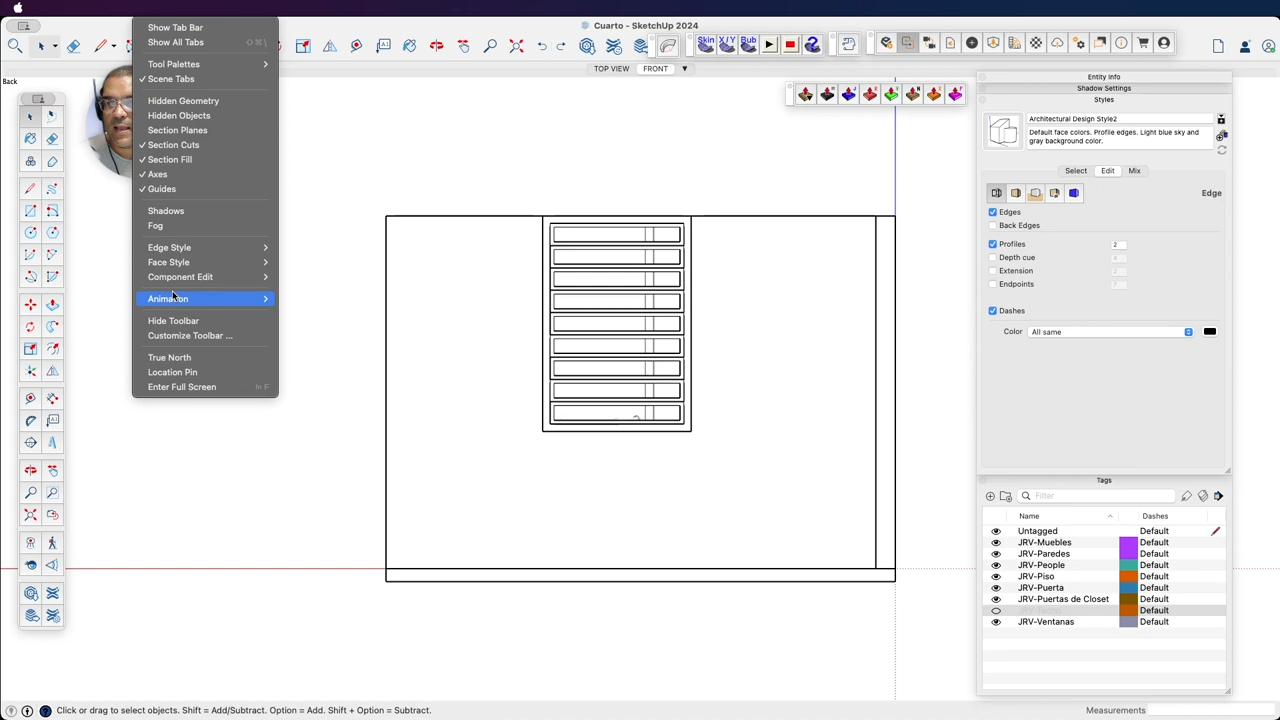 Cuarto - SketchUp 2024
Skin
X/Y
Bub
TOP VIEW
FRONT
Back
Show Tab Bar
Show All Tabs
Tool Palettes
Scene Tabs
Hidden Geometry
Hidden Objects
Section Planes
Section Cuts
Section Fill
Axes
Guides
Shadows
Fog
Edge Style
Face Style
Component Edit
Animation
Hide Toolbar
Customize Toolbar ...
True North
Location Pin
Enter Full Screen
Entity Info
Shadow Settings
Styles
Architectural Design Style2
Default face colors. Profile edges. Light blue sky and
gray background color.
Select
Edit
Mix
Edge
Edges
Back Edges
Profiles 2
Depth cue
Extension
Endpoints
Dashes
Color All same
Tags
Filter
Name Dashes
Untagged Default
JRV-Muebles Default
JRV-Paredes Default
JRV-People Default
JRV-Piso Default
JRV-Puerta Default
JRV-Puertas de Closet Default
Default
JRV-Ventanas Default
Click or drag to select objects. Shift = Add/Subtract. Option = Add. Shift + Option = Subtract.
Measurements